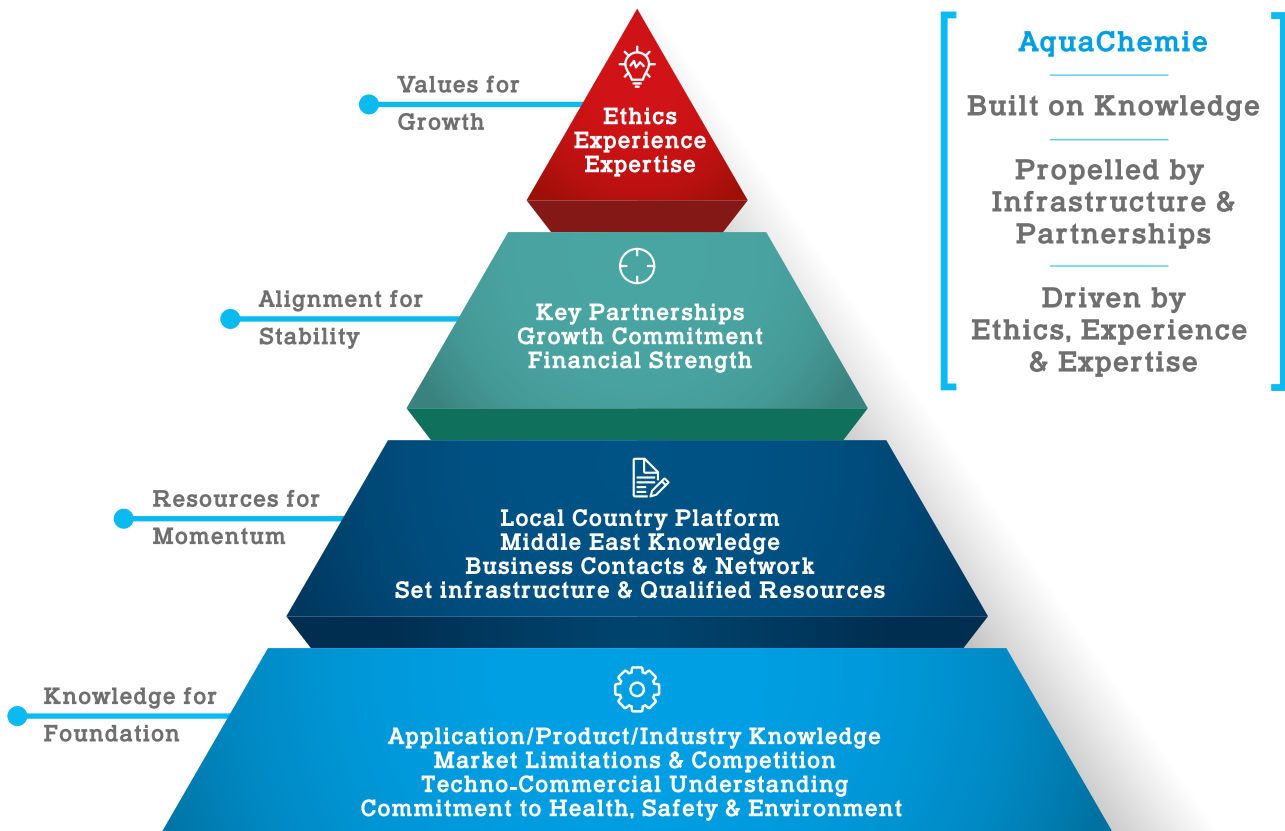 Values for
Growth
Ethics
Experience
Expertise
Alignment for
Stability
Key Partnerships
Growth Commitment
Financial Strength
Resources for
Momentum
Local Country Platform
Middle East Knowledge
Business Contacts & Network
Set infrastructure & Qualified Resources
Knowledge for
Foundation
Application/Product/Industry Knowledge
Market Limitations & Competition
Techno-Commercial Understanding
Commitment to Health, Safety & Environment
AquaChemie
Built on Knowledge
Propelled by
Infrastructure &
Partnerships
Driven by
Ethics, Experience
& Expertise